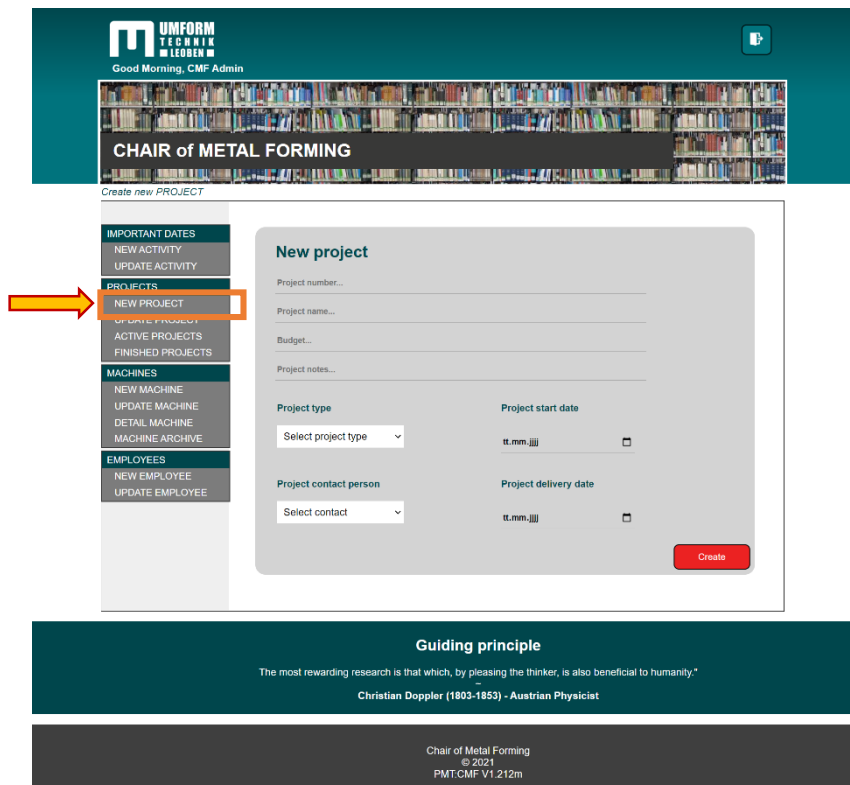 UMFORM
TECHNIK
LEOBEN
Good Morning, CMF Admin
CHAIR of METAL FORMING
Create new PROJECT
IMPORTANT DATES
NEW ACTIVITY
UPDATE ACTIVITY
PROJECTS
NEW PROJECT
UPDATE PROJECT
ACTIVE PROJECTS
FINISHED PROJECTS
MACHINES
NEW MACHINE
UPDATE MACHINE
DETAIL MACHINE
MACHINE ARCHIVE
EMPLOYEES
NEW EMPLOYEE
UPDATE EMPLOYEE
New project
Project number...
Project name...
Budget...
Project notes...
Project type
Project start date
Select project type
tt.mm.jjjj
Project contact person
Project delivery date
Select contact
tt.mm.jjjj
Create
Guiding principle
The most rewarding research is that which, by pleasing the thinker, is also beneficial to humanity."
~
Christian Doppler (1803-1853) - Austrian Physicist
Chair of Metal Forming
© 2021
PMT:CMF V1.212m